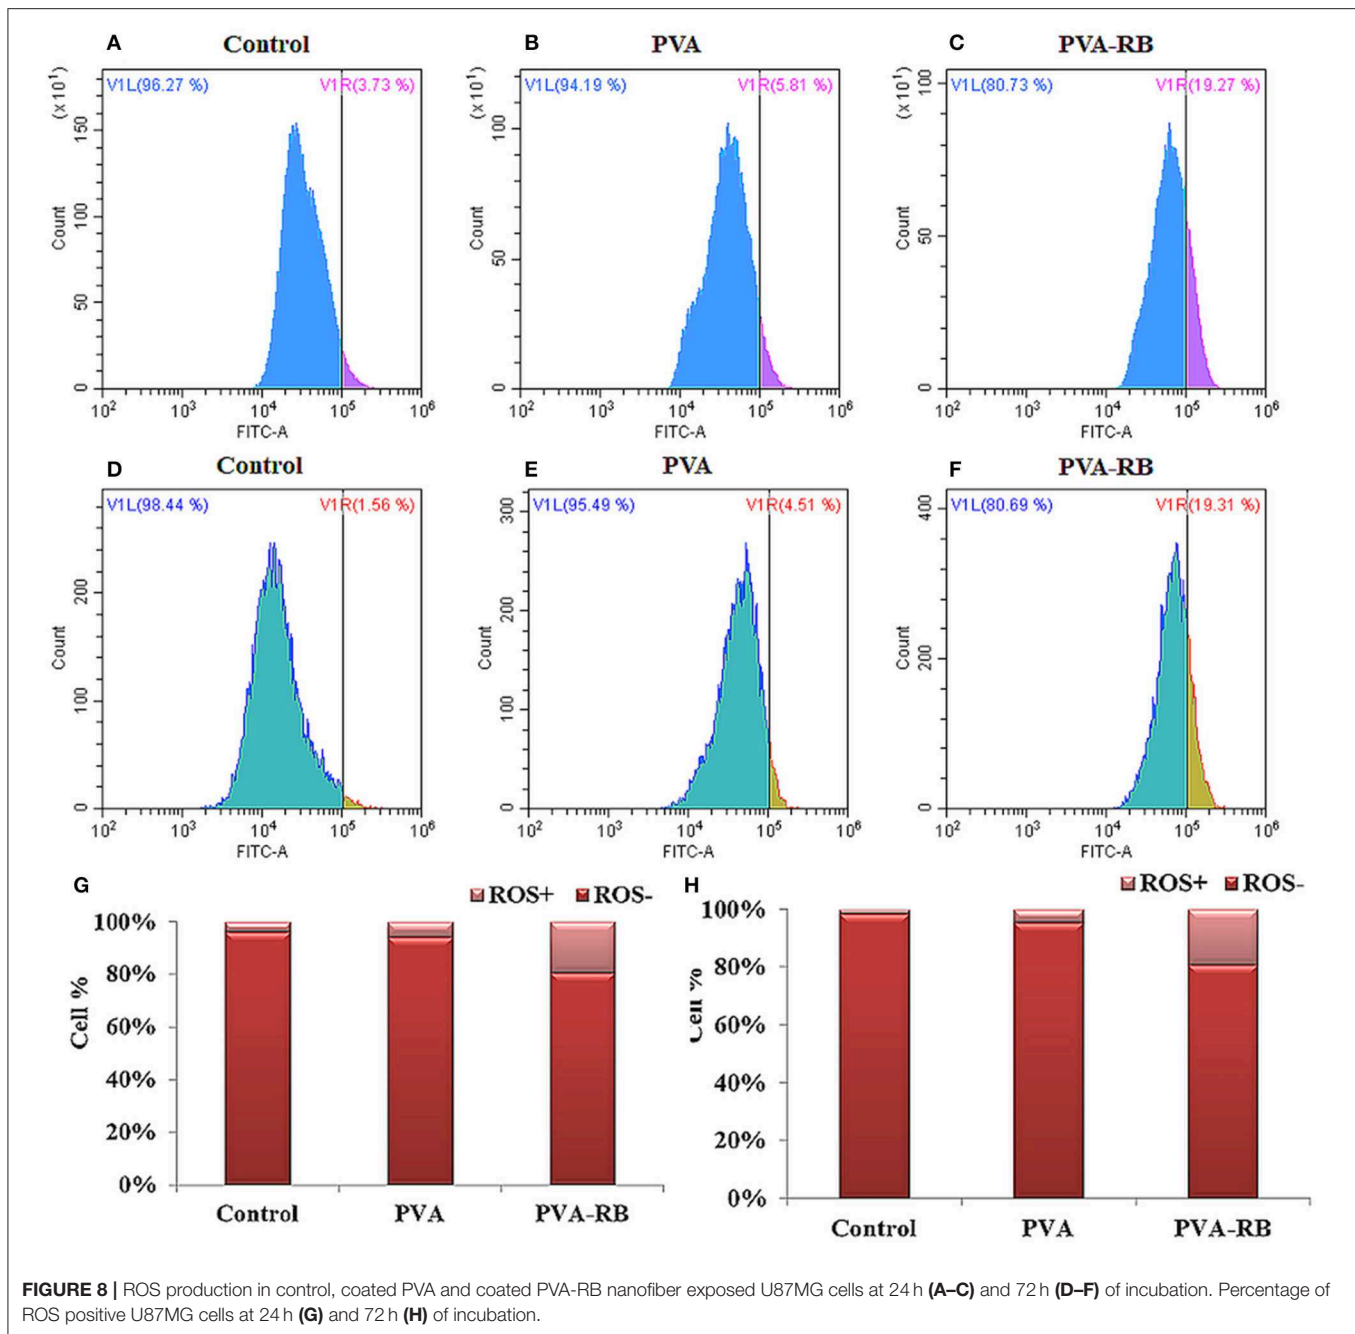 A Control
B PVA
C PVA-RB
V1L(96.27 %) V1R(3.73 %)
(x 10¹)
Count
150
100
50
0
10² 10³ 10⁴ 10⁵ 10⁶
FITC-A
V1L(94.19 %) V1R(5.81 %)
(x 10¹)
Count
100
50
0
10² 10³ 10⁴ 10⁵ 10⁶
FITC-A
V1L(80.73 %) V1R(19.27 %)
(x 10¹)
Count
100
50
0
10² 10³ 10⁴ 10⁵ 10⁶
FITC-A
D Control
E PVA
F PVA-RB
V1L(98.44 %) V1R(1.56 %)
Count
200
100
0
10² 10³ 10⁴ 10⁵ 10⁶
FITC-A
V1L(95.49 %) V1R(4.51 %)
Count
300
200
100
0
10² 10³ 10⁴ 10⁵ 10⁶
FITC-A
V1L(80.69 %) V1R(19.31 %)
Count
400
200
0
10² 10³ 10⁴ 10⁵ 10⁶
FITC-A
G
ROS+ ROS-
Cell %
100%
80%
60%
40%
20%
0%
Control PVA PVA-RB
H
ROS+ ROS-
Cell %
100%
80%
60%
40%
20%
0%
Control PVA PVA-RB
FIGURE 8 | ROS production in control, coated PVA and coated PVA-RB nanofiber exposed U87MG cells at 24 h (A–C) and 72 h (D–F) of incubation. Percentage of
ROS positive U87MG cells at 24 h (G) and 72 h (H) of incubation.